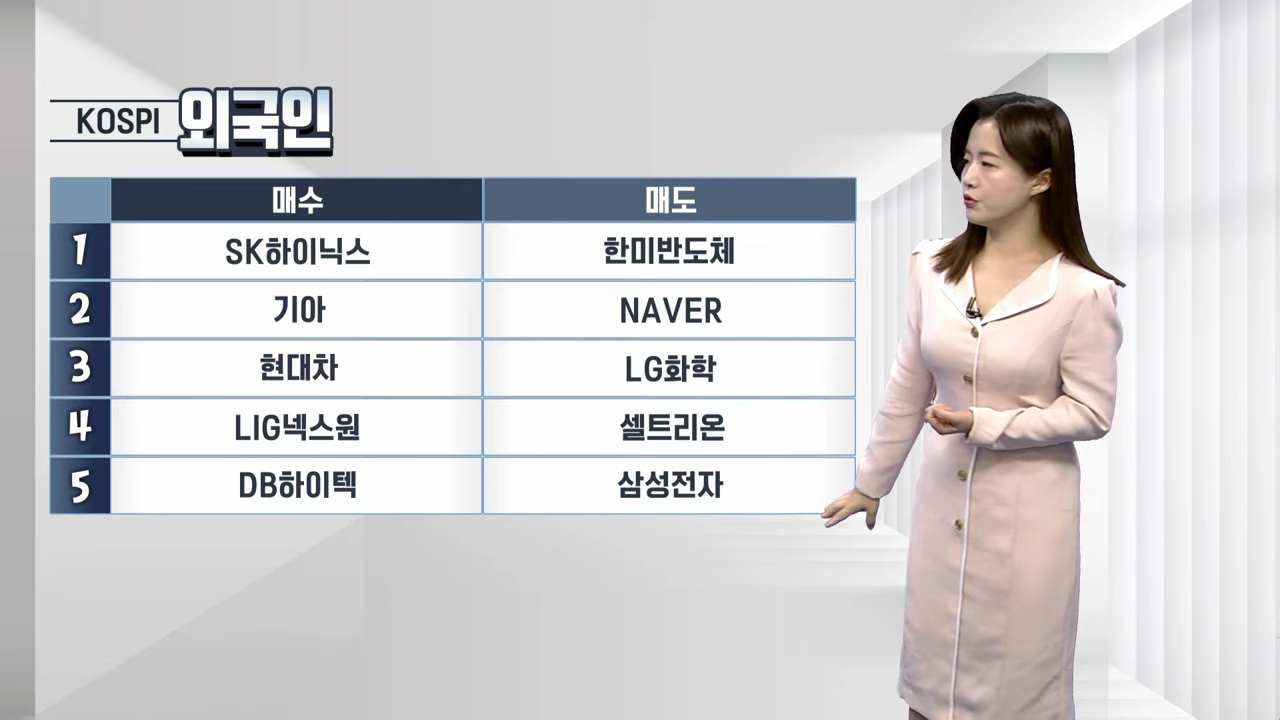 KOSPI 외국인
매수 매도
1 SK하이닉스 한미반도체
2 기아 NAVER
3 현대차 LG화학
4 LIG넥스원 셀트리온
5 DB하이텍 삼성전자